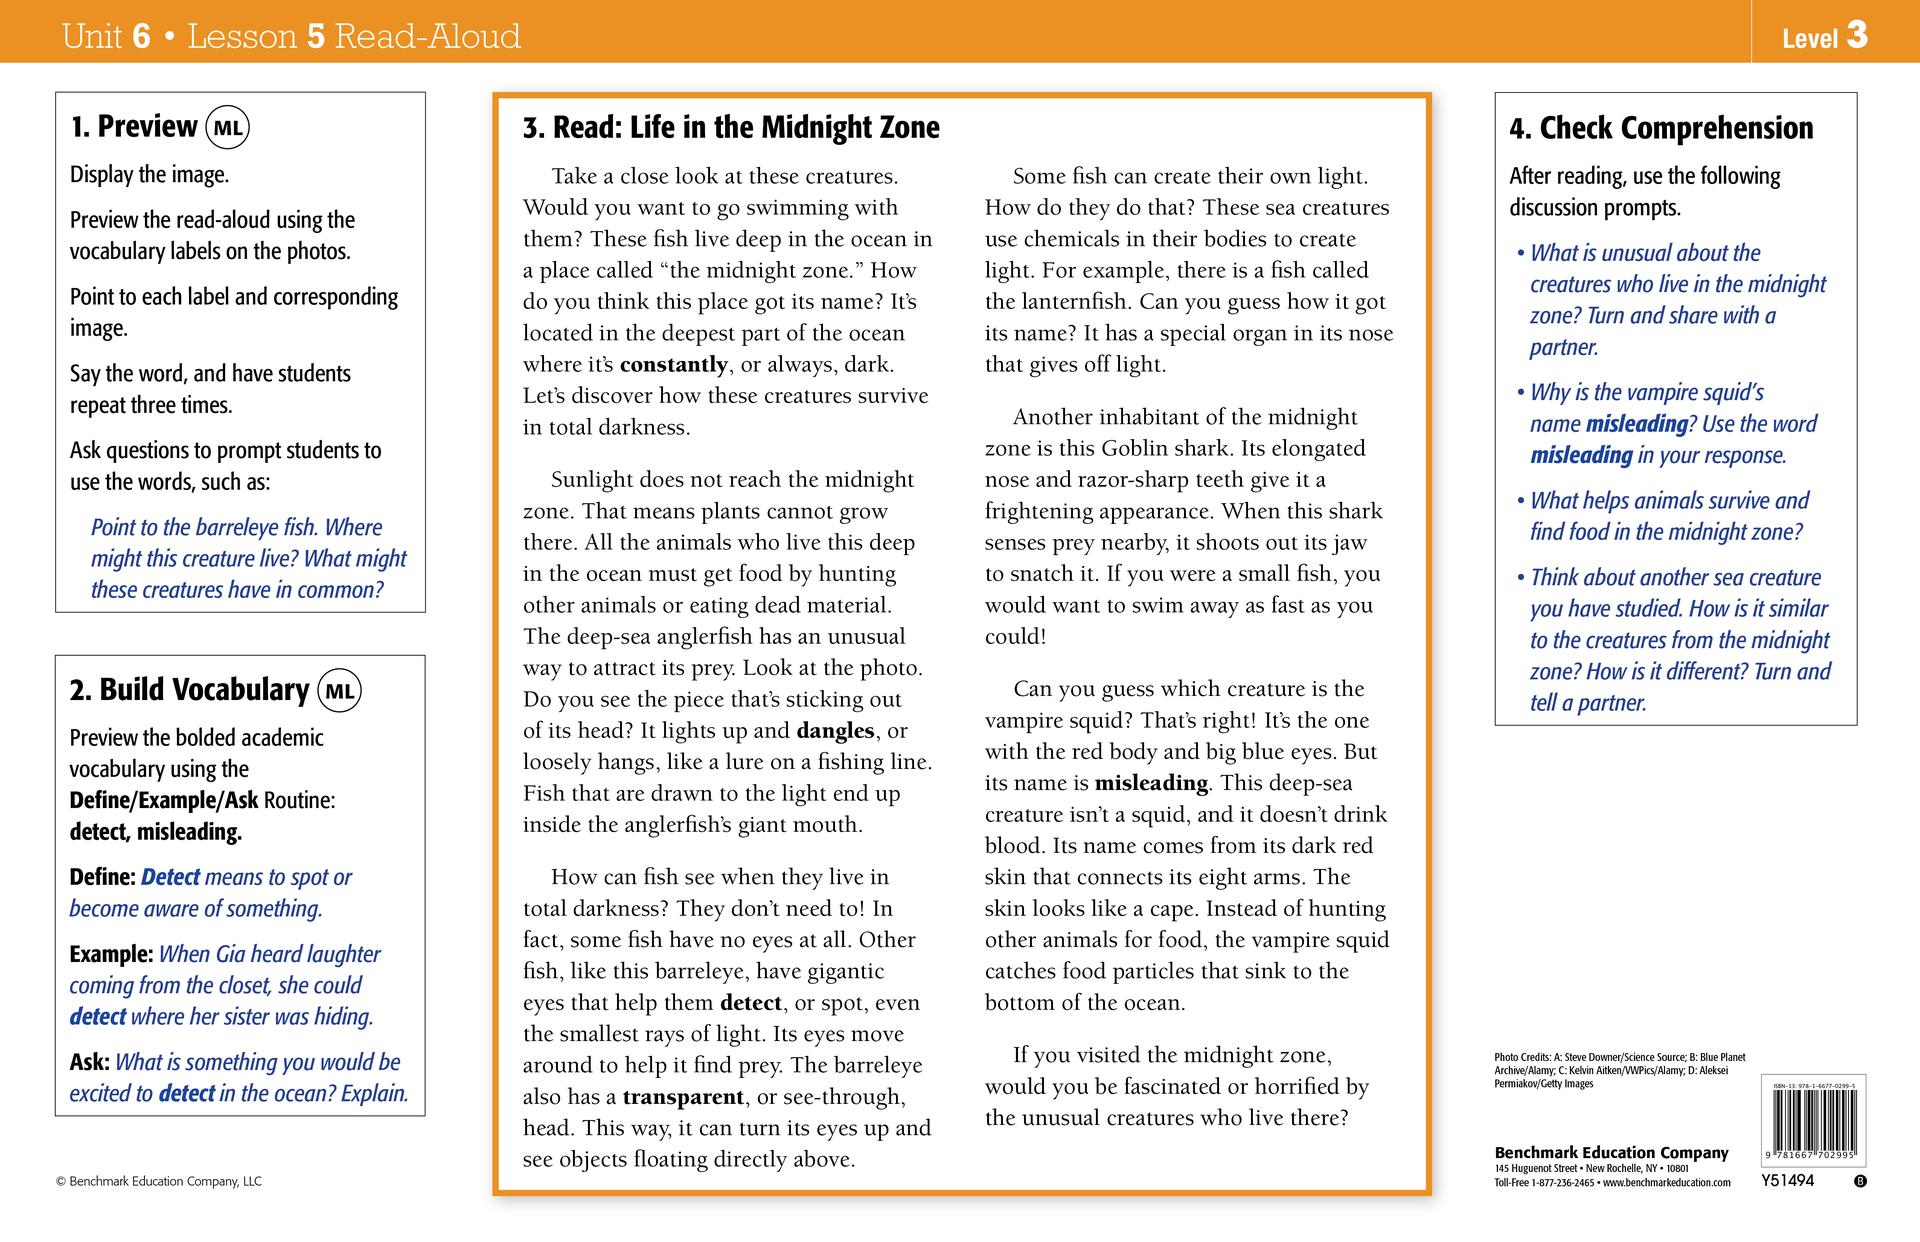 Unit 6 • Lesson 5 Read-Aloud
Level 3
1. Preview ML
Display the image.
Preview the read-aloud using the
vocabulary labels on the photos.
Point to each label and corresponding
image.
Say the word, and have students
repeat three times.
Ask questions to prompt students to
use the words, such as:
Point to the barreleye fish. Where
might this creature live? What might
these creatures have in common?
2. Build Vocabulary ML
Preview the bolded academic
vocabulary using the
Define/Example/Ask Routine:
detect, misleading.
Define: Detect means to spot or
become aware of something.
Example: When Gia heard laughter
coming from the closet, she could
detect where her sister was hiding.
Ask: What is something you would be
excited to detect in the ocean? Explain.
© Benchmark Education Company, LLC
3. Read: Life in the Midnight Zone
Take a close look at these creatures.
Would you want to go swimming with
them? These fish live deep in the ocean in
a place called “the midnight zone.” How
do you think this place got its name? It’s
located in the deepest part of the ocean
where it’s constantly, or always, dark.
Let’s discover how these creatures survive
in total darkness.
Sunlight does not reach the midnight
zone. That means plants cannot grow
there. All the animals who live this deep
in the ocean must get food by hunting
other animals or eating dead material.
The deep-sea anglerfish has an unusual
way to attract its prey. Look at the photo.
Do you see the piece that’s sticking out
of its head? It lights up and dangles, or
loosely hangs, like a lure on a fishing line.
Fish that are drawn to the light end up
inside the anglerfish’s giant mouth.
How can fish see when they live in
total darkness? They don’t need to! In
fact, some fish have no eyes at all. Other
fish, like this barreleye, have gigantic
eyes that help them detect, or spot, even
the smallest rays of light. Its eyes move
around to help it find prey. The barreleye
also has a transparent, or see-through,
head. This way, it can turn its eyes up and
see objects floating directly above.
Some fish can create their own light.
How do they do that? These sea creatures
use chemicals in their bodies to create
light. For example, there is a fish called
the lanternfish. Can you guess how it got
its name? It has a special organ in its nose
that gives off light.
Another inhabitant of the midnight
zone is this Goblin shark. Its elongated
nose and razor-sharp teeth give it a
frightening appearance. When this shark
senses prey nearby, it shoots out its jaw
to snatch it. If you were a small fish, you
would want to swim away as fast as you
could!
Can you guess which creature is the
vampire squid? That’s right! It’s the one
with the red body and big blue eyes. But
its name is misleading. This deep-sea
creature isn’t a squid, and it doesn’t drink
blood. Its name comes from its dark red
skin that connects its eight arms. The
skin looks like a cape. Instead of hunting
other animals for food, the vampire squid
catches food particles that sink to the
bottom of the ocean.
If you visited the midnight zone,
would you be fascinated or horrified by
the unusual creatures who live there?
4. Check Comprehension
After reading, use the following
discussion prompts.
• What is unusual about the
creatures who live in the midnight
zone? Turn and share with a
partner.
• Why is the vampire squid’s
name misleading? Use the word
misleading in your response.
• What helps animals survive and
find food in the midnight zone?
• Think about another sea creature
you have studied. How is it similar
to the creatures from the midnight
zone? How is it different? Turn and
tell a partner.
Photo Credits: A: Steve Downer/Science Source; B: Blue Planet
Archive/Alamy; C: Kelvin Aitken/VWPics/Alamy; D: Aleksei
Permiakov/Getty Images
Benchmark Education Company
145 Huguenot Street • New Rochelle, NY • 10801
Toll-Free 1-877-236-2465 • www.benchmarkeducation.com
ISBN-13: 978-1-6677-0299-5
9 781667 702995
Y51494
B